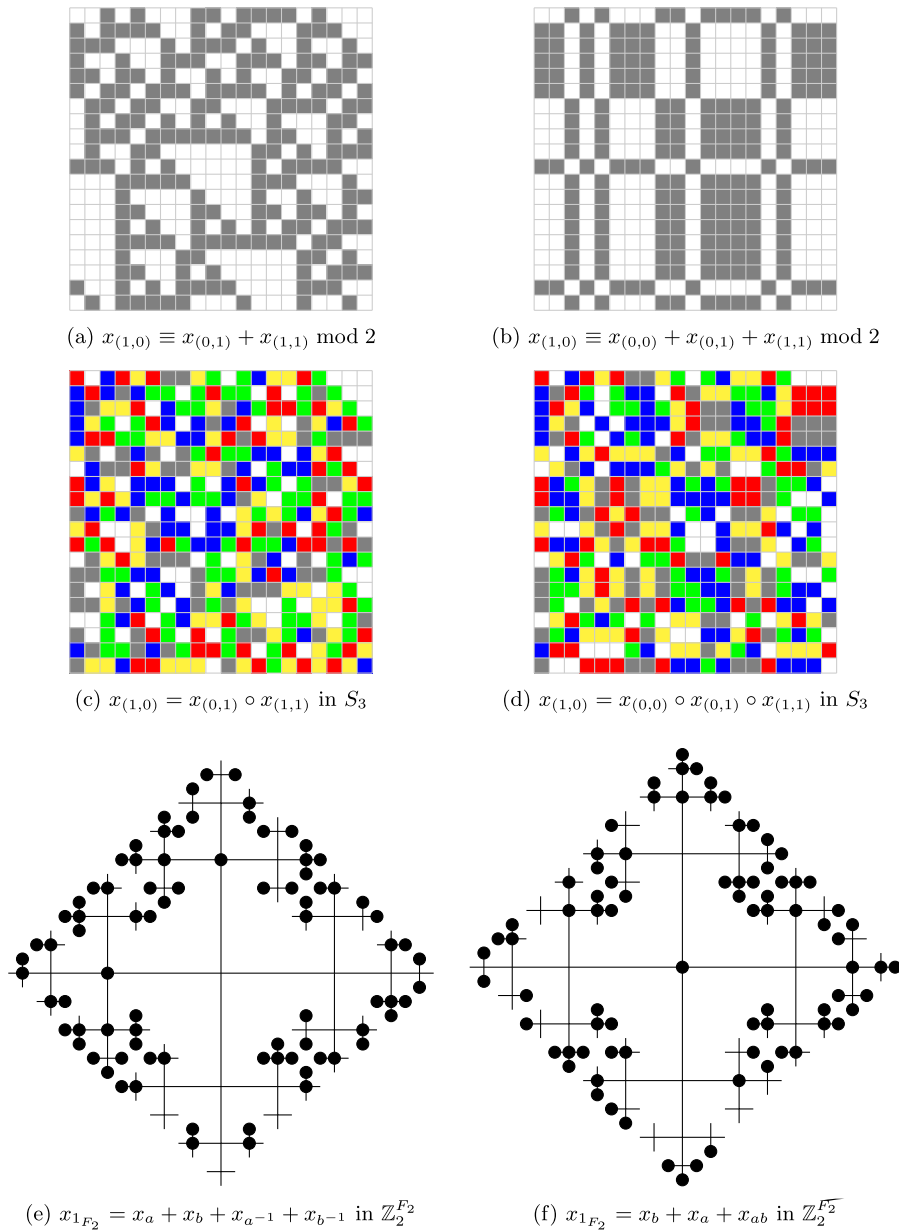 (a) x_(1,0) ≡ x_(0,1) + x_(1,1) mod 2
(b) x_(1,0) ≡ x_(0,0) + x_(0,1) + x_(1,1) mod 2
(c) x_(1,0) = x_(0,1) ∘ x_(1,1) in S_3
(d) x_(1,0) = x_(0,0) ∘ x_(0,1) ∘ x_(1,1) in S_3
(e) x_{1_{F_2}} = x_a + x_b + x_{a^{-1}} + x_{b^{-1}} in ℤ_2^{F_2}
(f) x_{1_{F_2}} = x_b + x_a + x_{ab} in ℤ_2^{F_2}